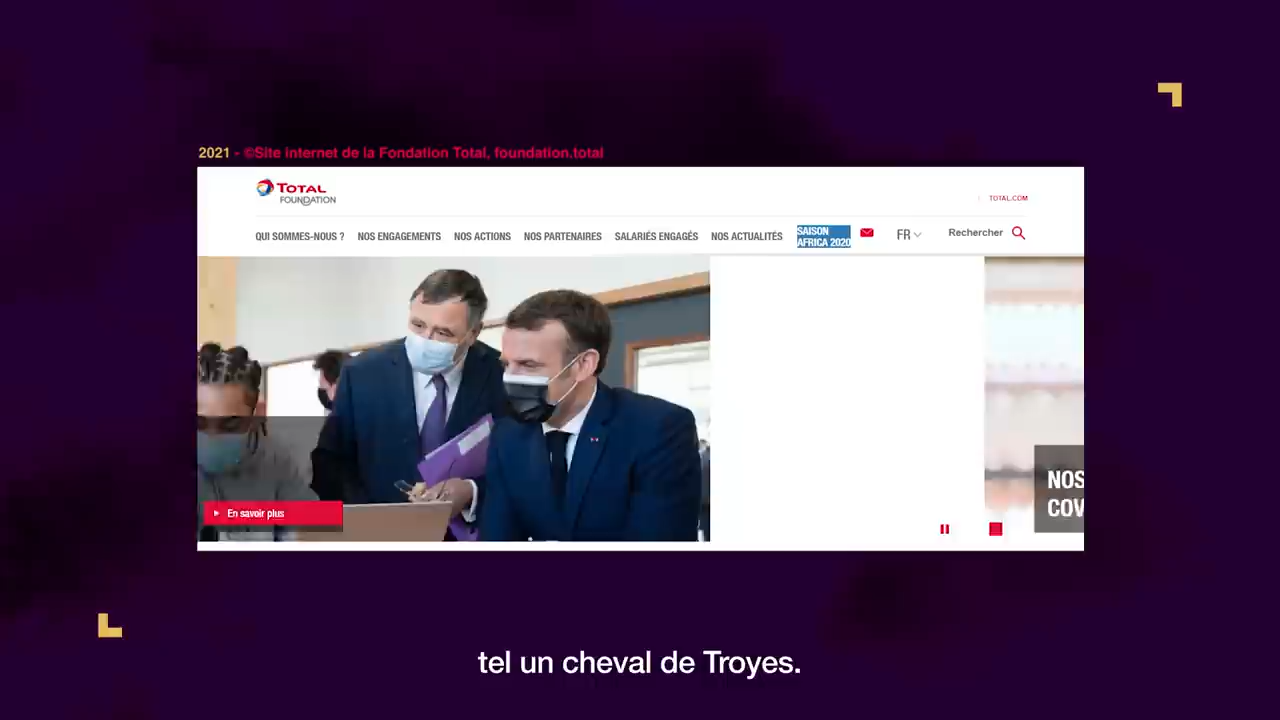 2021 - ©Site internet de la Fondation Total, foundation.total
TOTAL
FOUNDATION
TOTAL.COM
QUI SOMMES-NOUS ? NOS ENGAGEMENTS NOS ACTIONS NOS PARTENAIRES SALARIÉS ENGAGÉS NOS ACTUALITÉS SAISON AFRICA 2020 FR Rechercher
En savoir plus
NOS
COV
tel un cheval de Troyes.